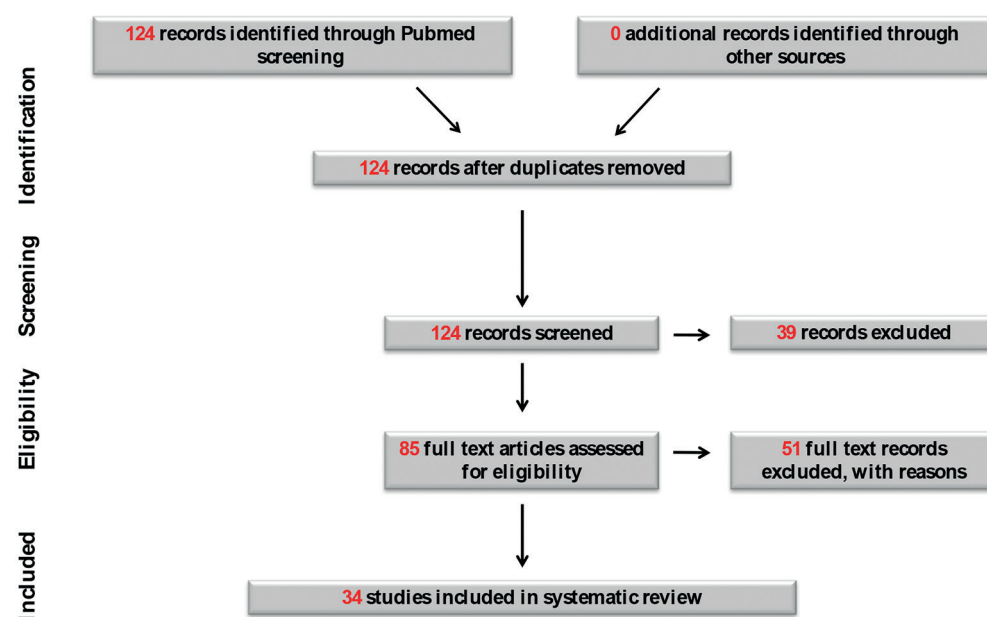 124 records identified through Pubmed
screening
0 additional records identified through
other sources
Identification
124 records after duplicates removed
Screening
124 records screened
39 records excluded
Eligibility
85 full text articles assessed
for eligibility
51 full text records
excluded, with reasons
Included
34 studies included in systematic review